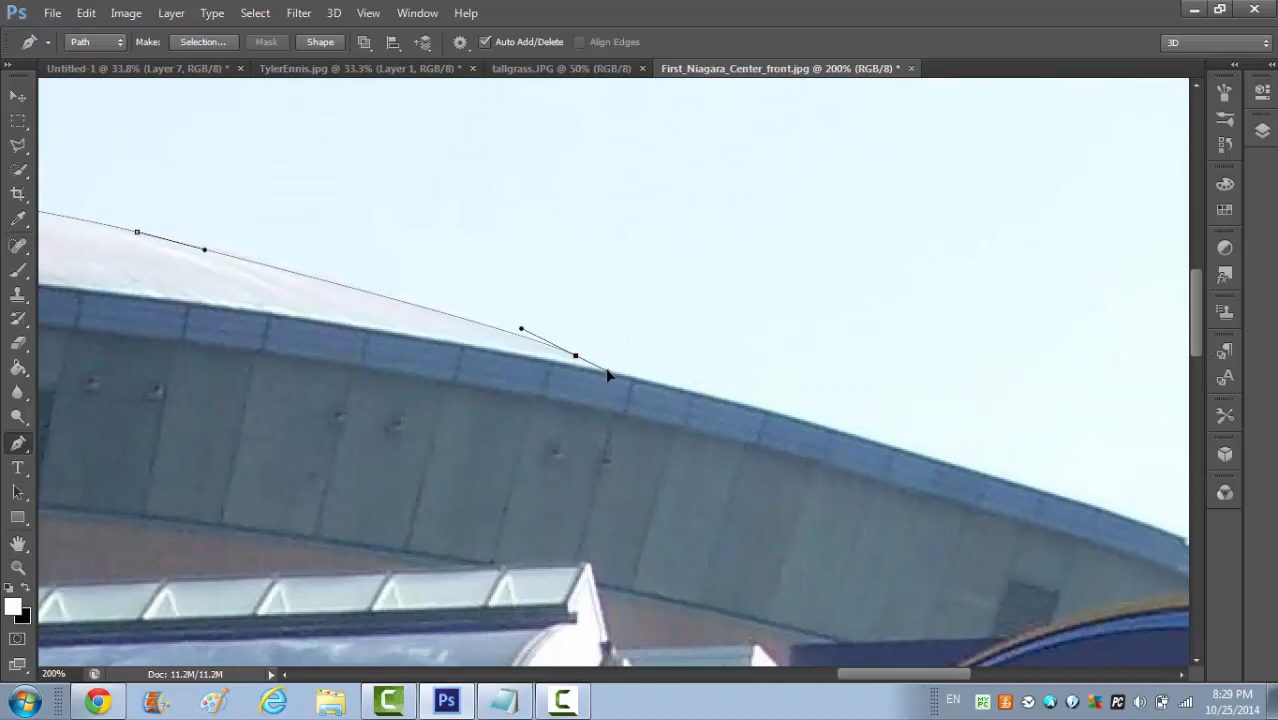 Ps File Edit Image Layer Type Select Filter 3D View Window Help
Path Make: Selection... Mask Shape Auto Add/Delete Align Edges 3D
Untitled-1 @ 33.8% (Layer 7, RGB/8) * TylerEnnis.jpg @ 33.3% (Layer 1, RGB/8) * tallgrass.JPG @ 50% (RGB/8) First_Niagara_Center_front.jpg @ 200% (RGB/8) *
200% Doc: 11.2M/11.2M
Ps EN PC 8:29 PM
10/25/2014